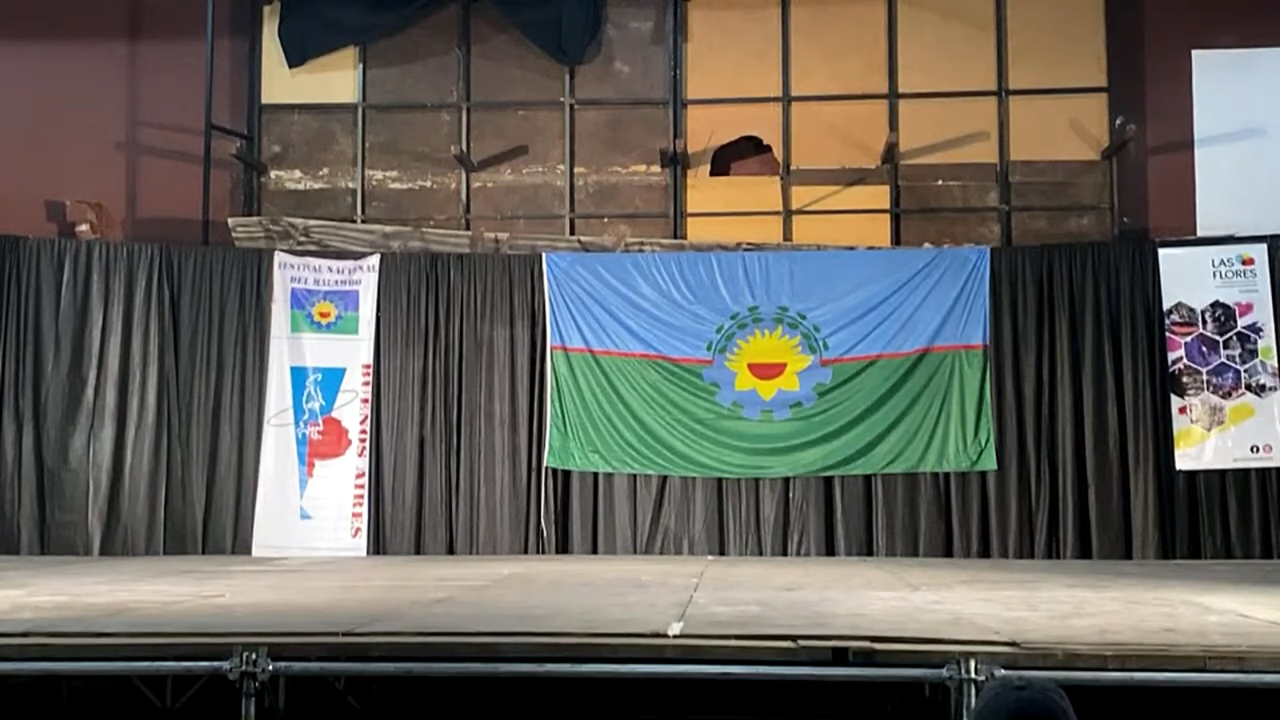 FESTIVAL NACIONAL
DEL MALAMBO
BUENOS AIRES
LAS
FLORES